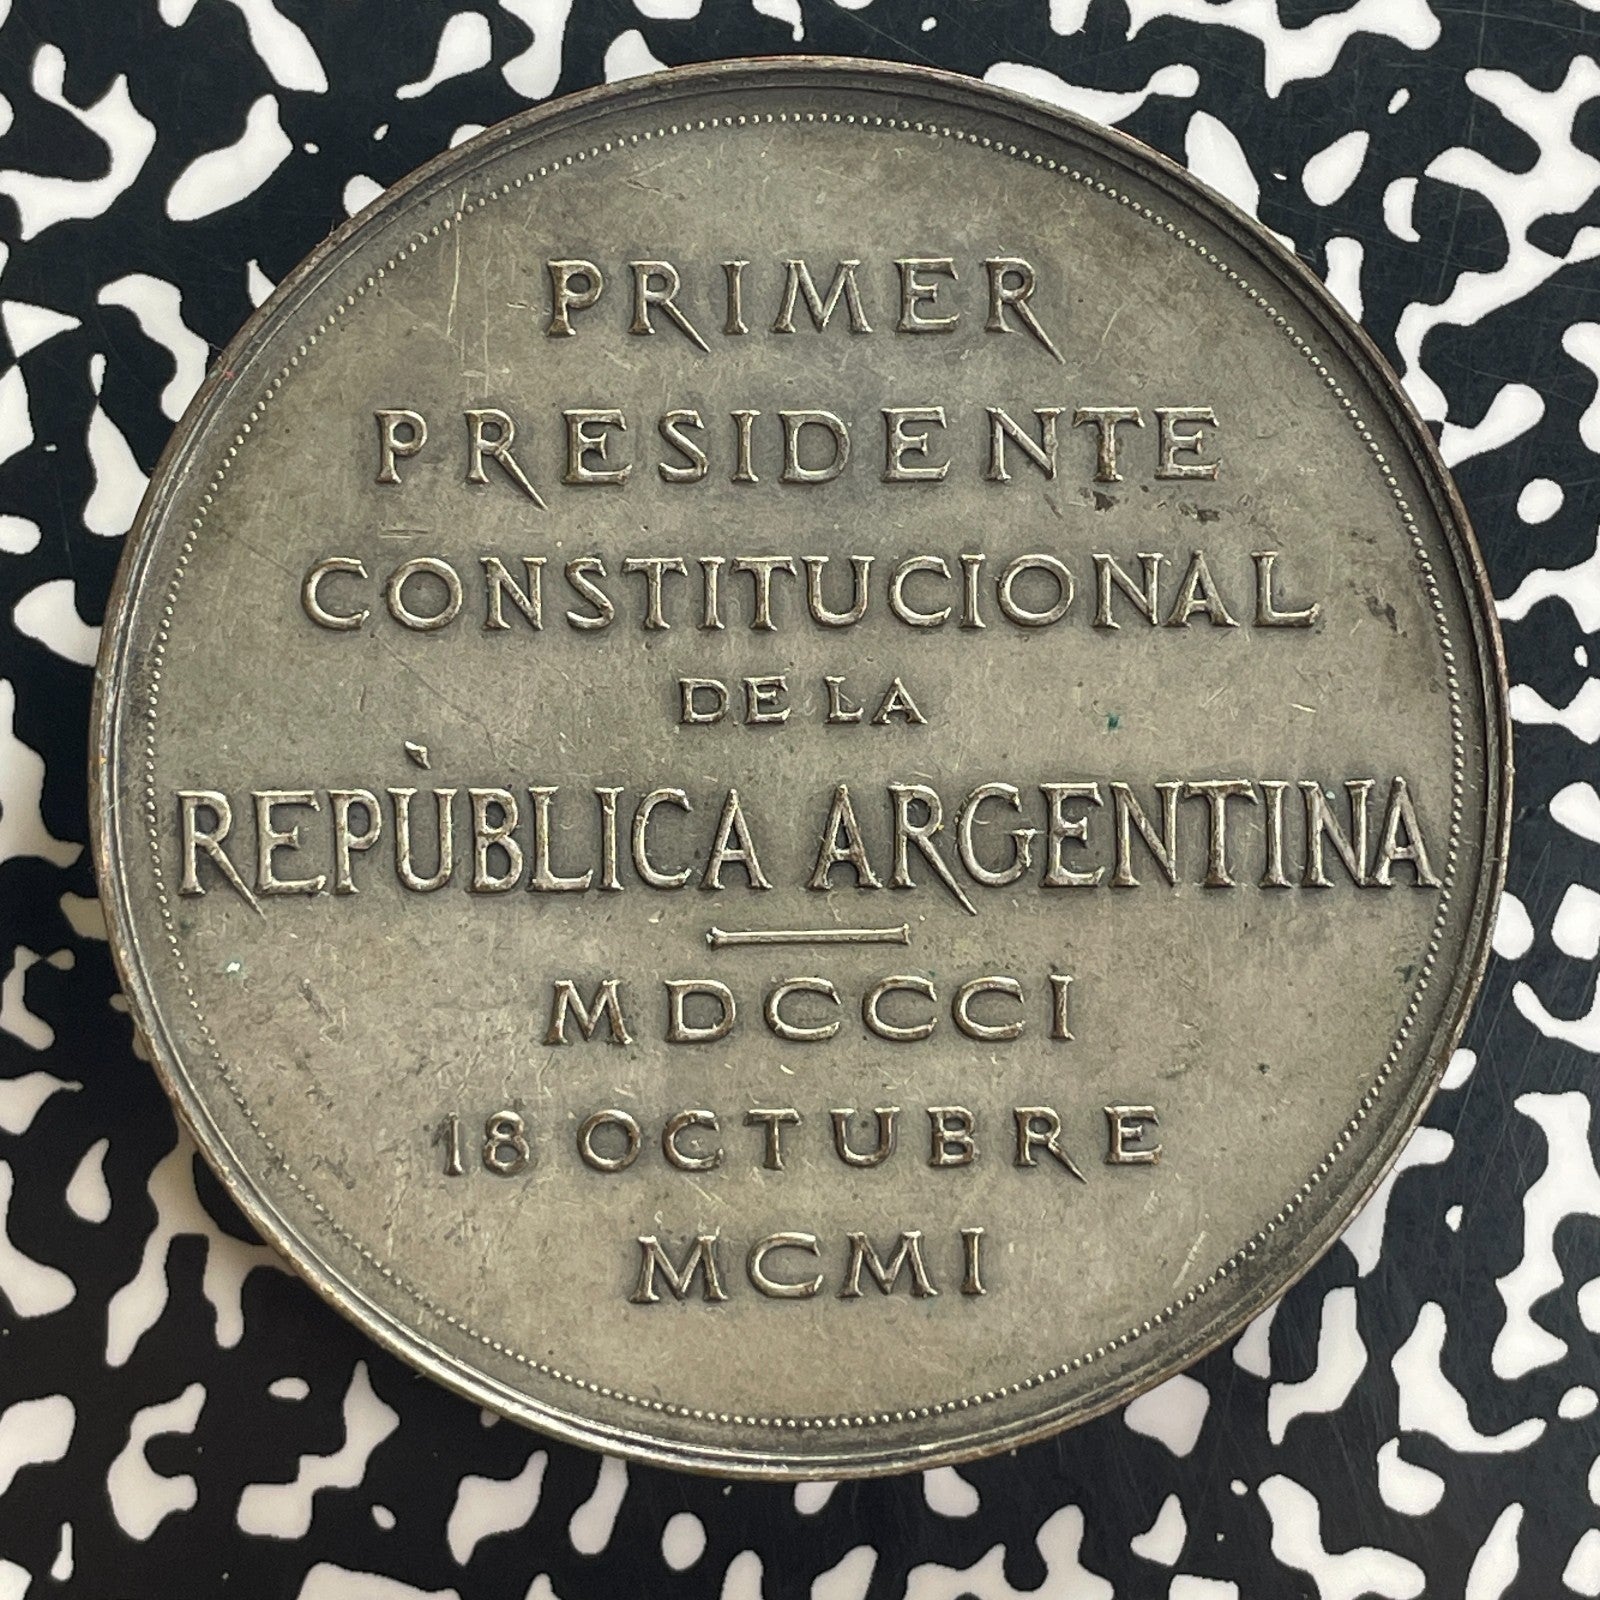 PRIMER
PRESIDENTE
CONSTITUCIONAL
DE LA
REPÙBLICA ARGENTINA
MDCCCI
18 OCTUBRE
MCMI